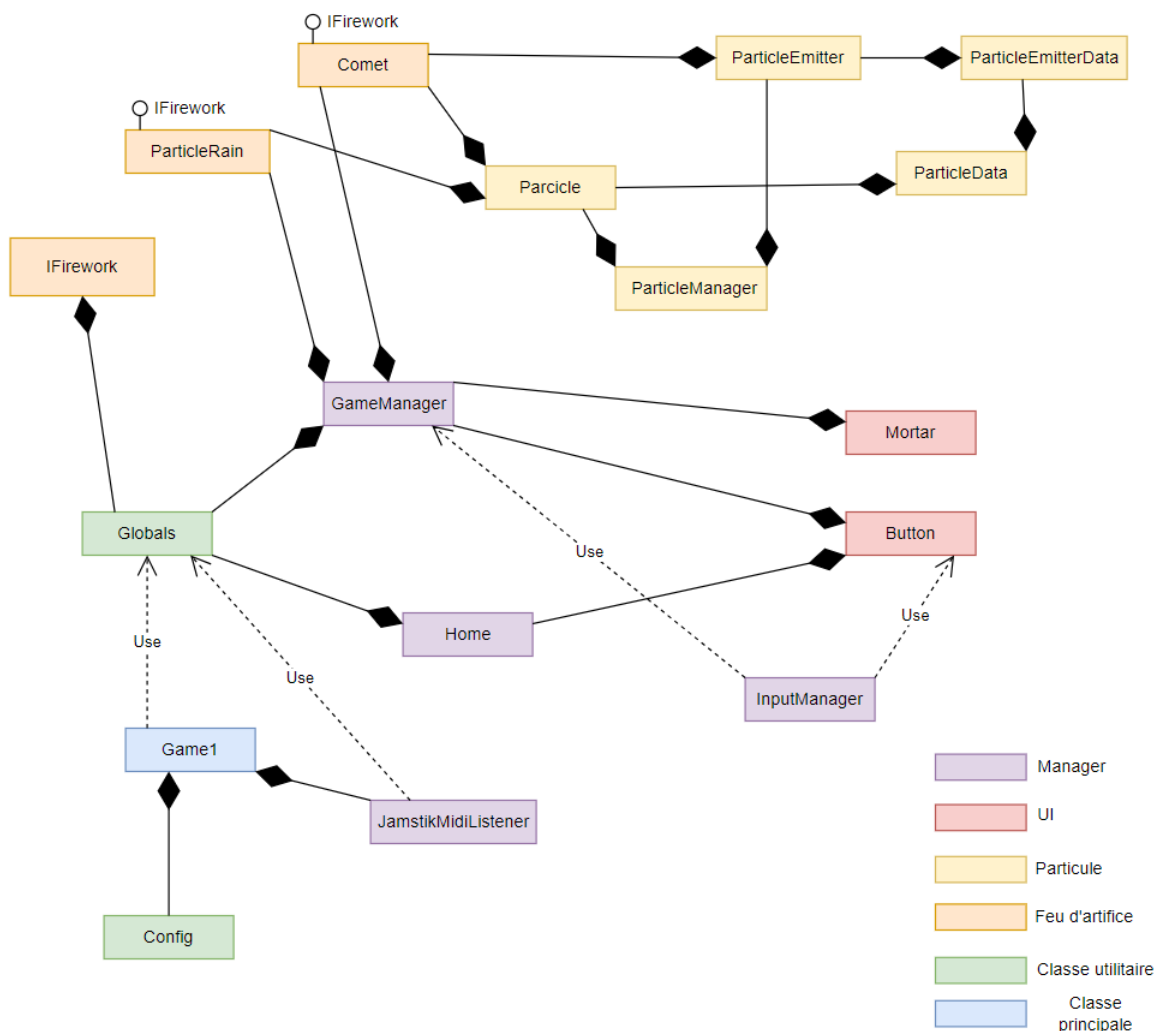 IFirework
Comet
ParticleEmitter
ParticleEmitterData
IFirework
ParticleRain
Parcicle
ParticleData
IFirework
ParticleManager
GameManager
Mortar
Globals
Button
Use
Use
Use
Home
Use
InputManager
Game1
JamstikMidiListener
Config
Manager
UI
Particule
Feu d'artifice
Classe utilitaire
Classe
principale